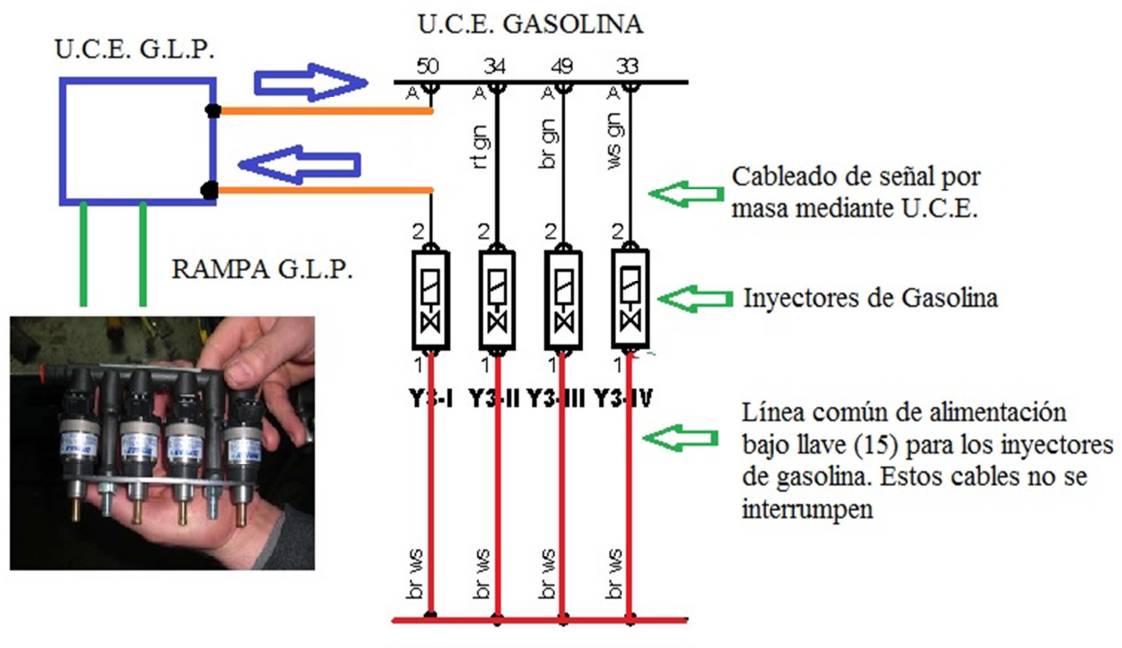 U.C.E. GASOLINA
U.C.E. G.L.P.
50 34 49 33
A A A A
rt gn
br gn
ws gn
Cableado de señal por
masa mediante U.C.E.
2 2 2 2
RAMPA G.L.P.
Inyectores de Gasolina
1 1 1 1
Y3-I Y3-II Y3-III Y3-IV
Línea común de alimentación
bajo llave (15) para los inyectores
de gasolina. Estos cables no se
interrumpen
br ws
br ws
br ws
br ws